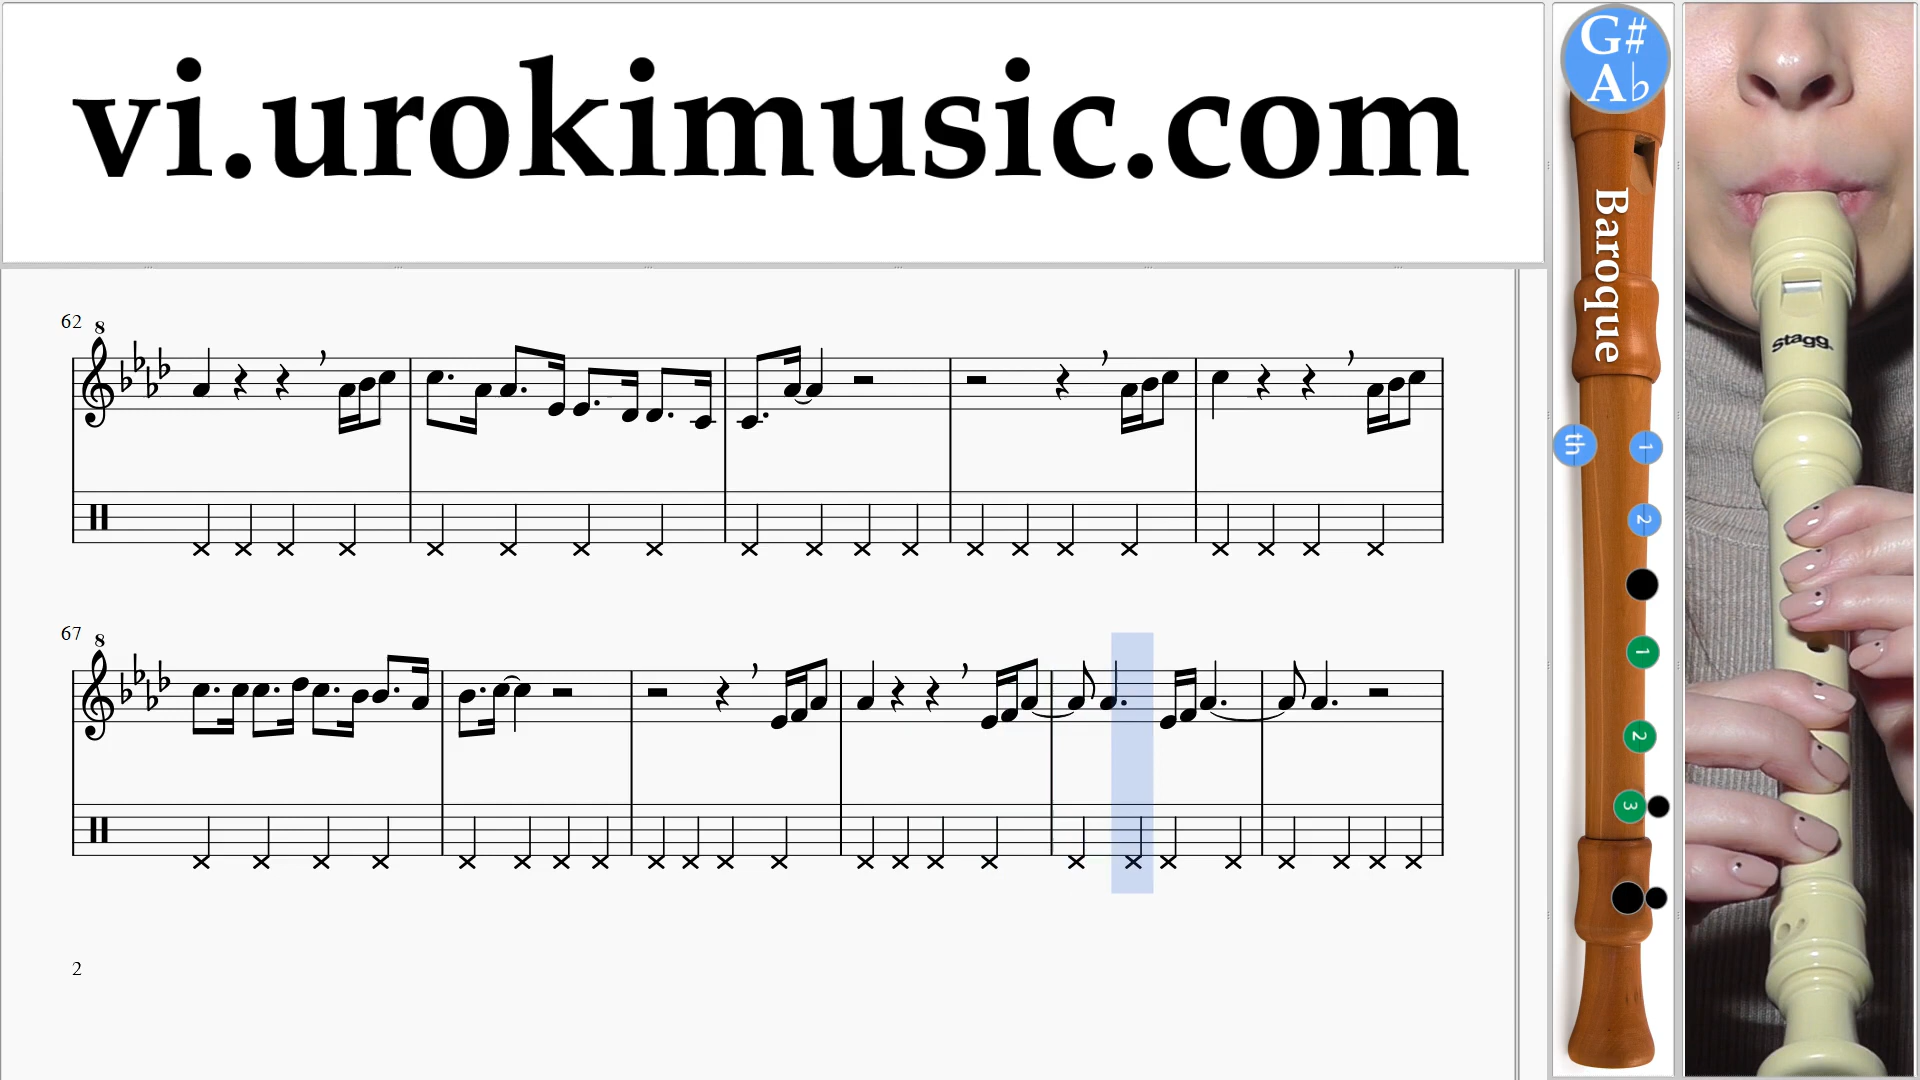 vi.urokimusic.com
G#
A♭
Baroque
Stagg
62
8
th
1
2
1
2
3
67
8
2